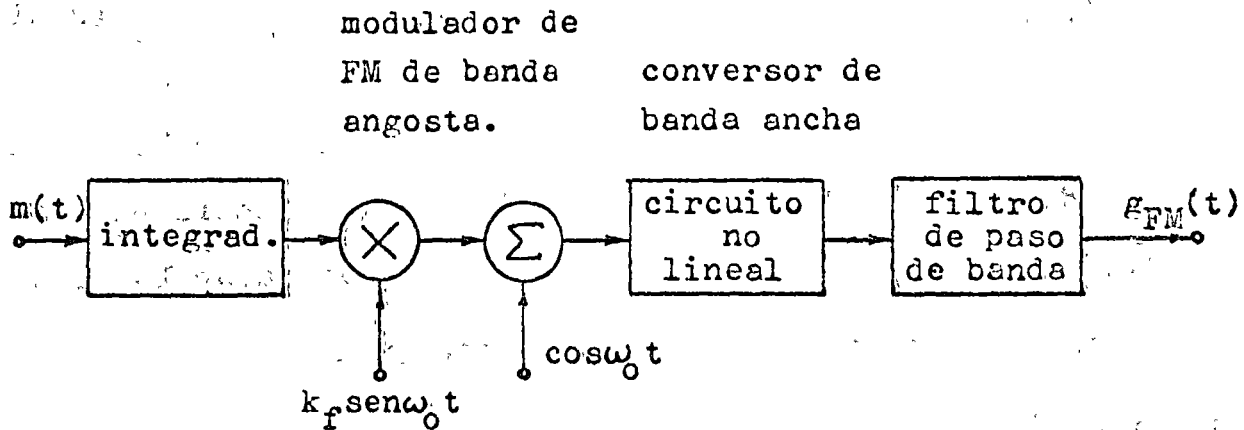 modulador de
FM de banda
angosta.
conversor de
banda ancha
m(t)
integrad.
×
Σ
circuito
no
lineal
filtro
de paso
de banda
g_FM(t)
k_f senω_o t
cosω_o t